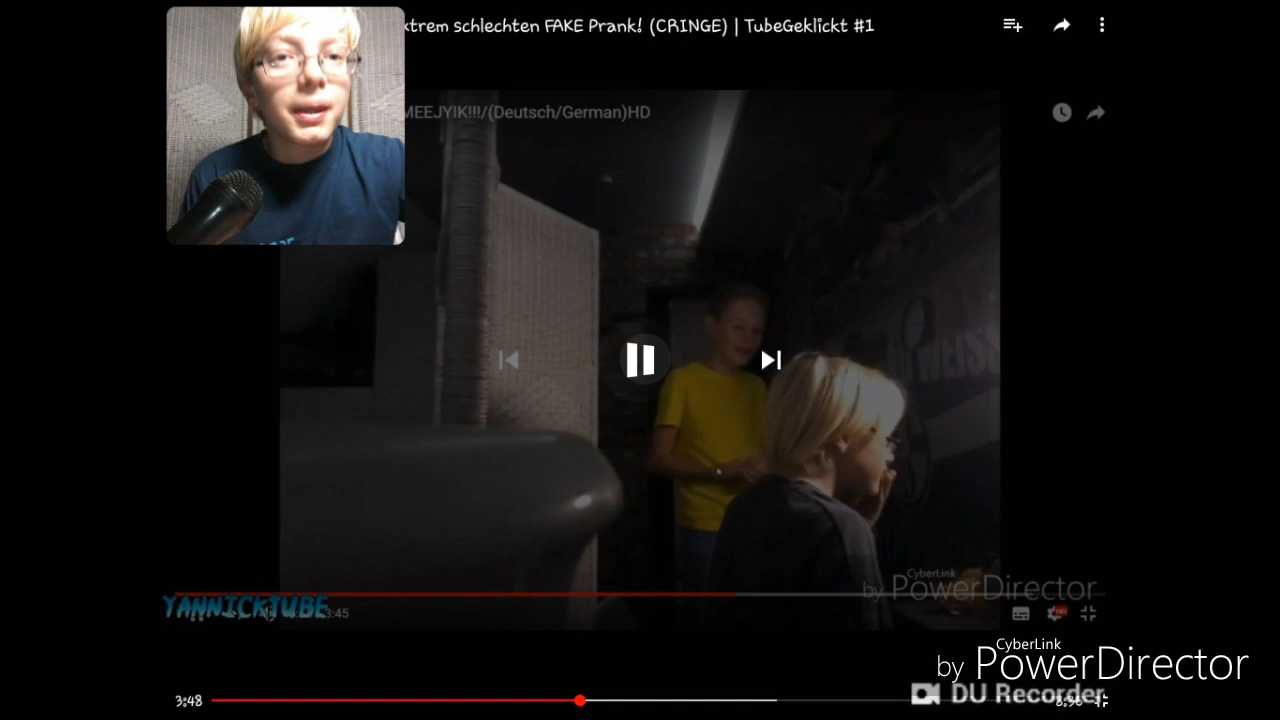 xtrem schlechten FAKE Prank! (CRINGE) | TubeGeklickt #1
MEEJYIK!!!/(Deutsch/German)HD
CyberLink
by PowerDirector
YANNICKTUBE
3:45
CyberLink
by PowerDirector
DU Recorder
3:48